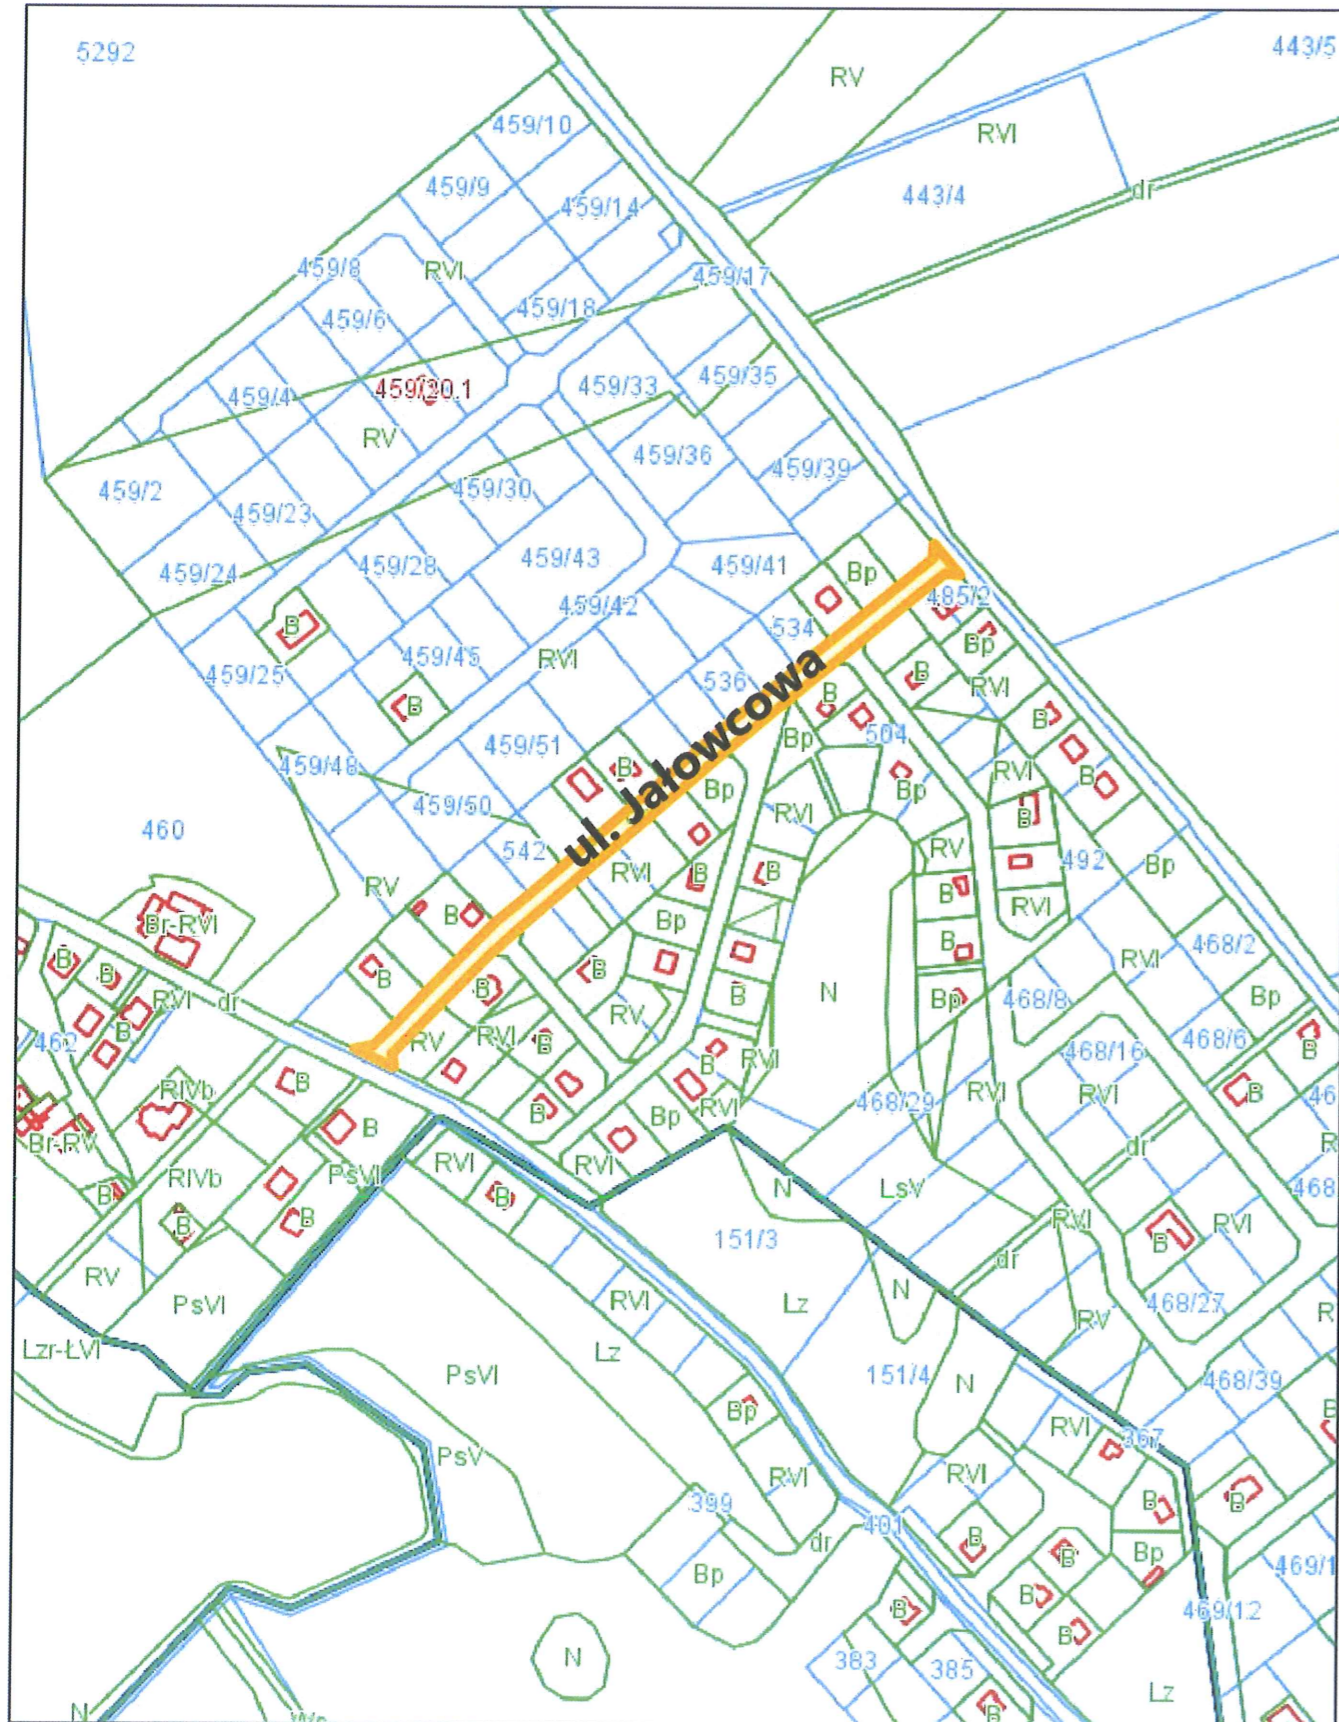 5292
443/5
RV
459/10
RVI
459/9
443/4
dr
459/14
459/8
RVI
459/17
459/6
459/18
459/33
459/35
459/4
459/20.1
RV
459/36
459/39
459/2
459/30
459/23
459/43
459/41
Bp
459/28
459/24
485/2
459/42
534
B
Bp
459/45
RVI
B
RVI
459/25
536
B
B
B
504
Bp
459/51
459/48
B
RVI
B
Bp
Bp
ul. Jałowcowa
459/50
RVI
B
460
542
RV
492
Bp
RVI
B
B
RV
B
B
RVI
Br-RVI
B
Bp
B
468/2
RVI
B
B
B
B
N
B
Bp
468/8
Bp
RVI
dr
B
RV
462
B
RV
RVI
B
468/16
468/6
B
B
RVI
RIVb
B
RVI
RVI
B
46
B
Bp
RVI
468/29
Br-RV
B
dr
R
RVI
RIVb
PsVI
RVI
B
B
N
LsV
468
B
B
151/3
RVI
RVI
B
RV
dr
PsVI
RVI
Lz
N
468/27
RV
R
Lzr-ŁVI
Lz
PsVI
151/4
N
468/39
Bp
RVI
367
B
PsV
RVI
RVI
399
B
B
401
dr
B
B
Bp
Bp
469/1
B
B
469/12
B
N
383
385
Lz
N
B